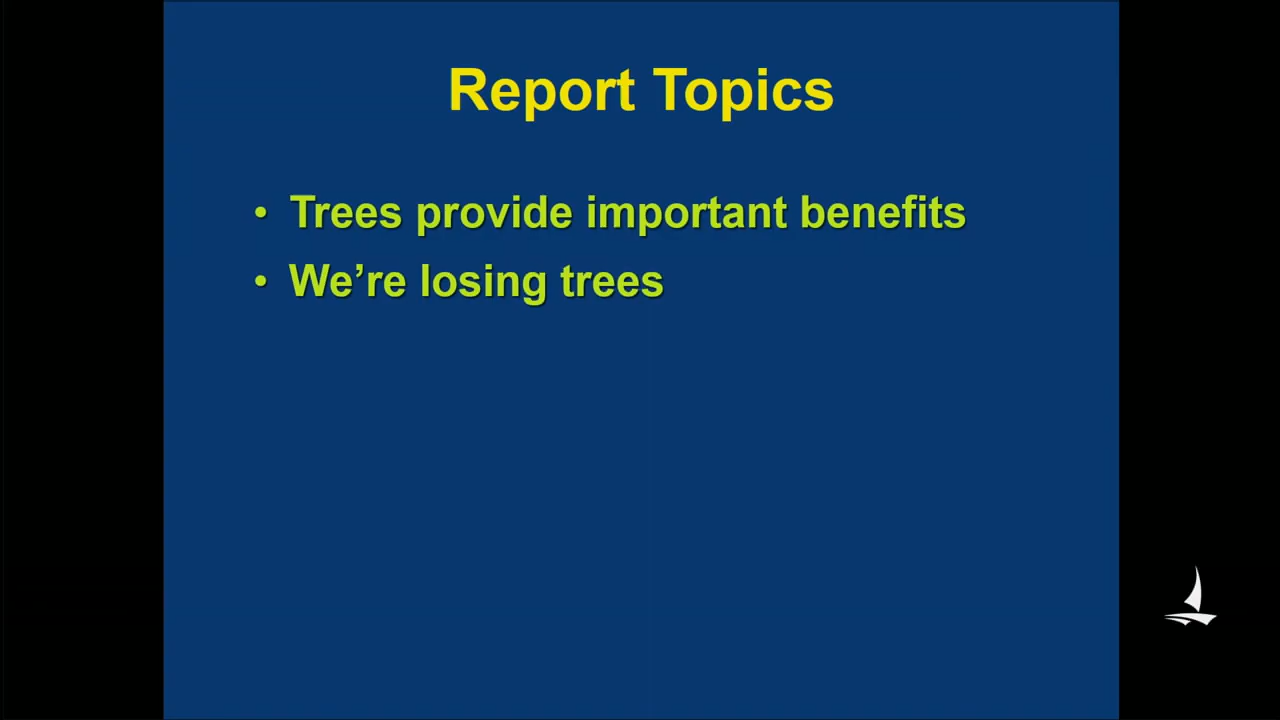 Report Topics
• Trees provide important benefits
• We’re losing trees